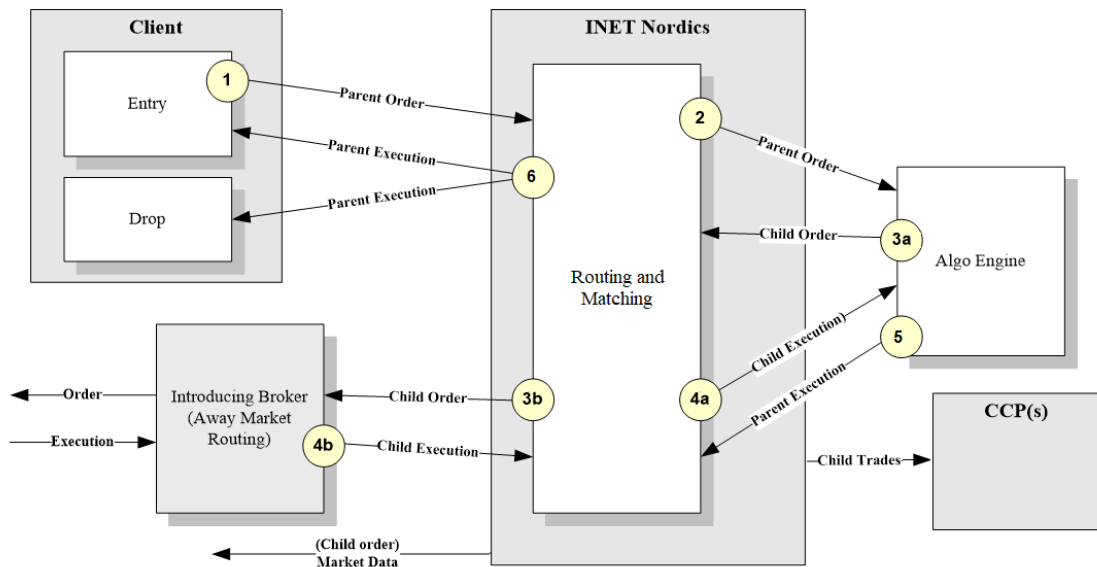 Client
INET Nordics
1
Entry
Parent Order
2
Parent Order
Parent Execution
6
Parent Execution
Drop
Child Order
3a
Algo Engine
Routing and
Matching
Child Execution)
5
Parent Execution
Introducing Broker
(Away Market
Routing)
Order
Execution
Child Order
3b
4a
4b
Child Execution
CCP(s)
Child Trades
(Child order)
Market Data